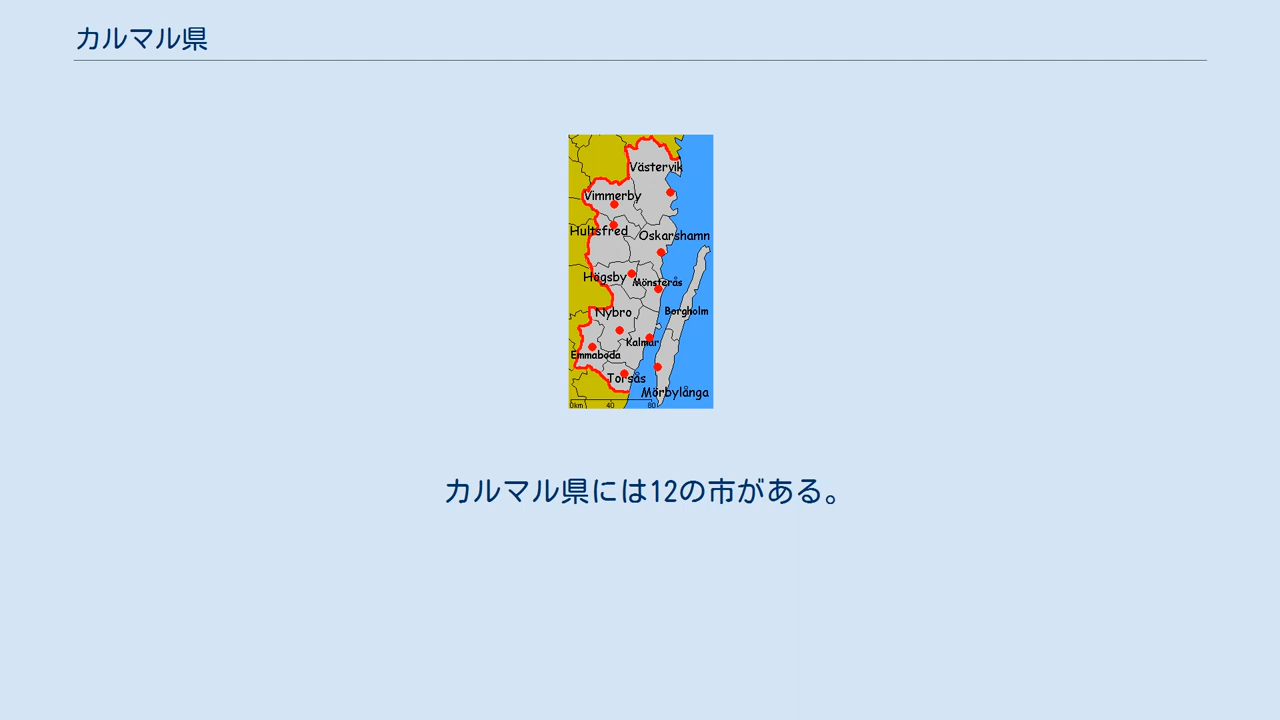 カルマル県
Västervik
Vimmerby
Hultsfred
Oskarshamn
Högsby
Mönsterås
Nybro
Borgholm
Kalmar
Emmaboda
Torsås
Mörbylånga
0km 40 80
カルマル県には12の市がある。